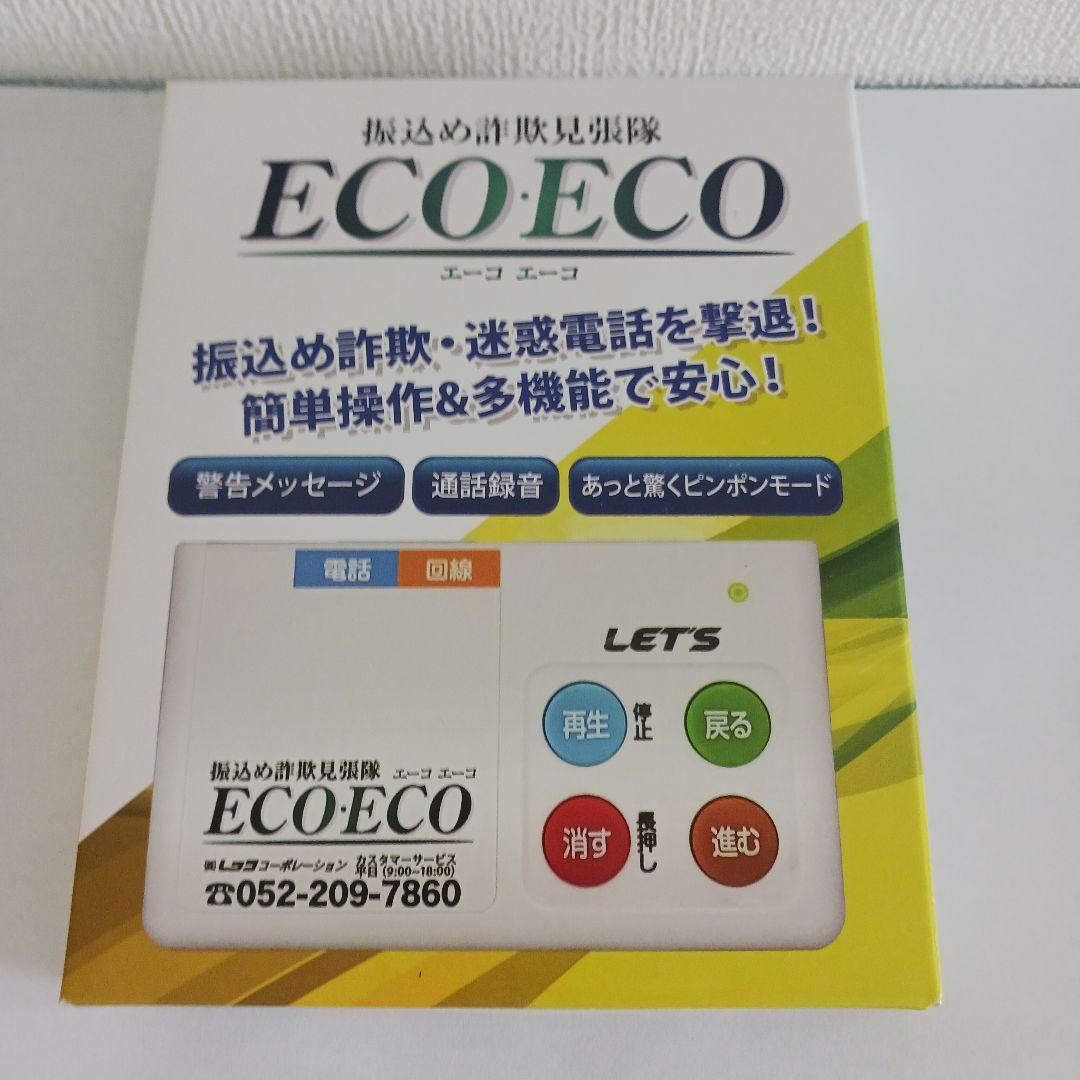 振込め詐欺見張隊
ECO・ECO
エーコ エーコ
振込め詐欺・迷惑電話を撃退!
簡単操作&多機能で安心!
警告メッセージ 通話録音 あっと驚くピンポンモード
電話 回線
LET'S
再生 停止 戻る
消す 長押し 進む
振込め詐欺見張隊 エーコ エーコ
ECO・ECO
コーポレーション カスタマーサービス
平日(9:00~18:00)
☎052-209-7860